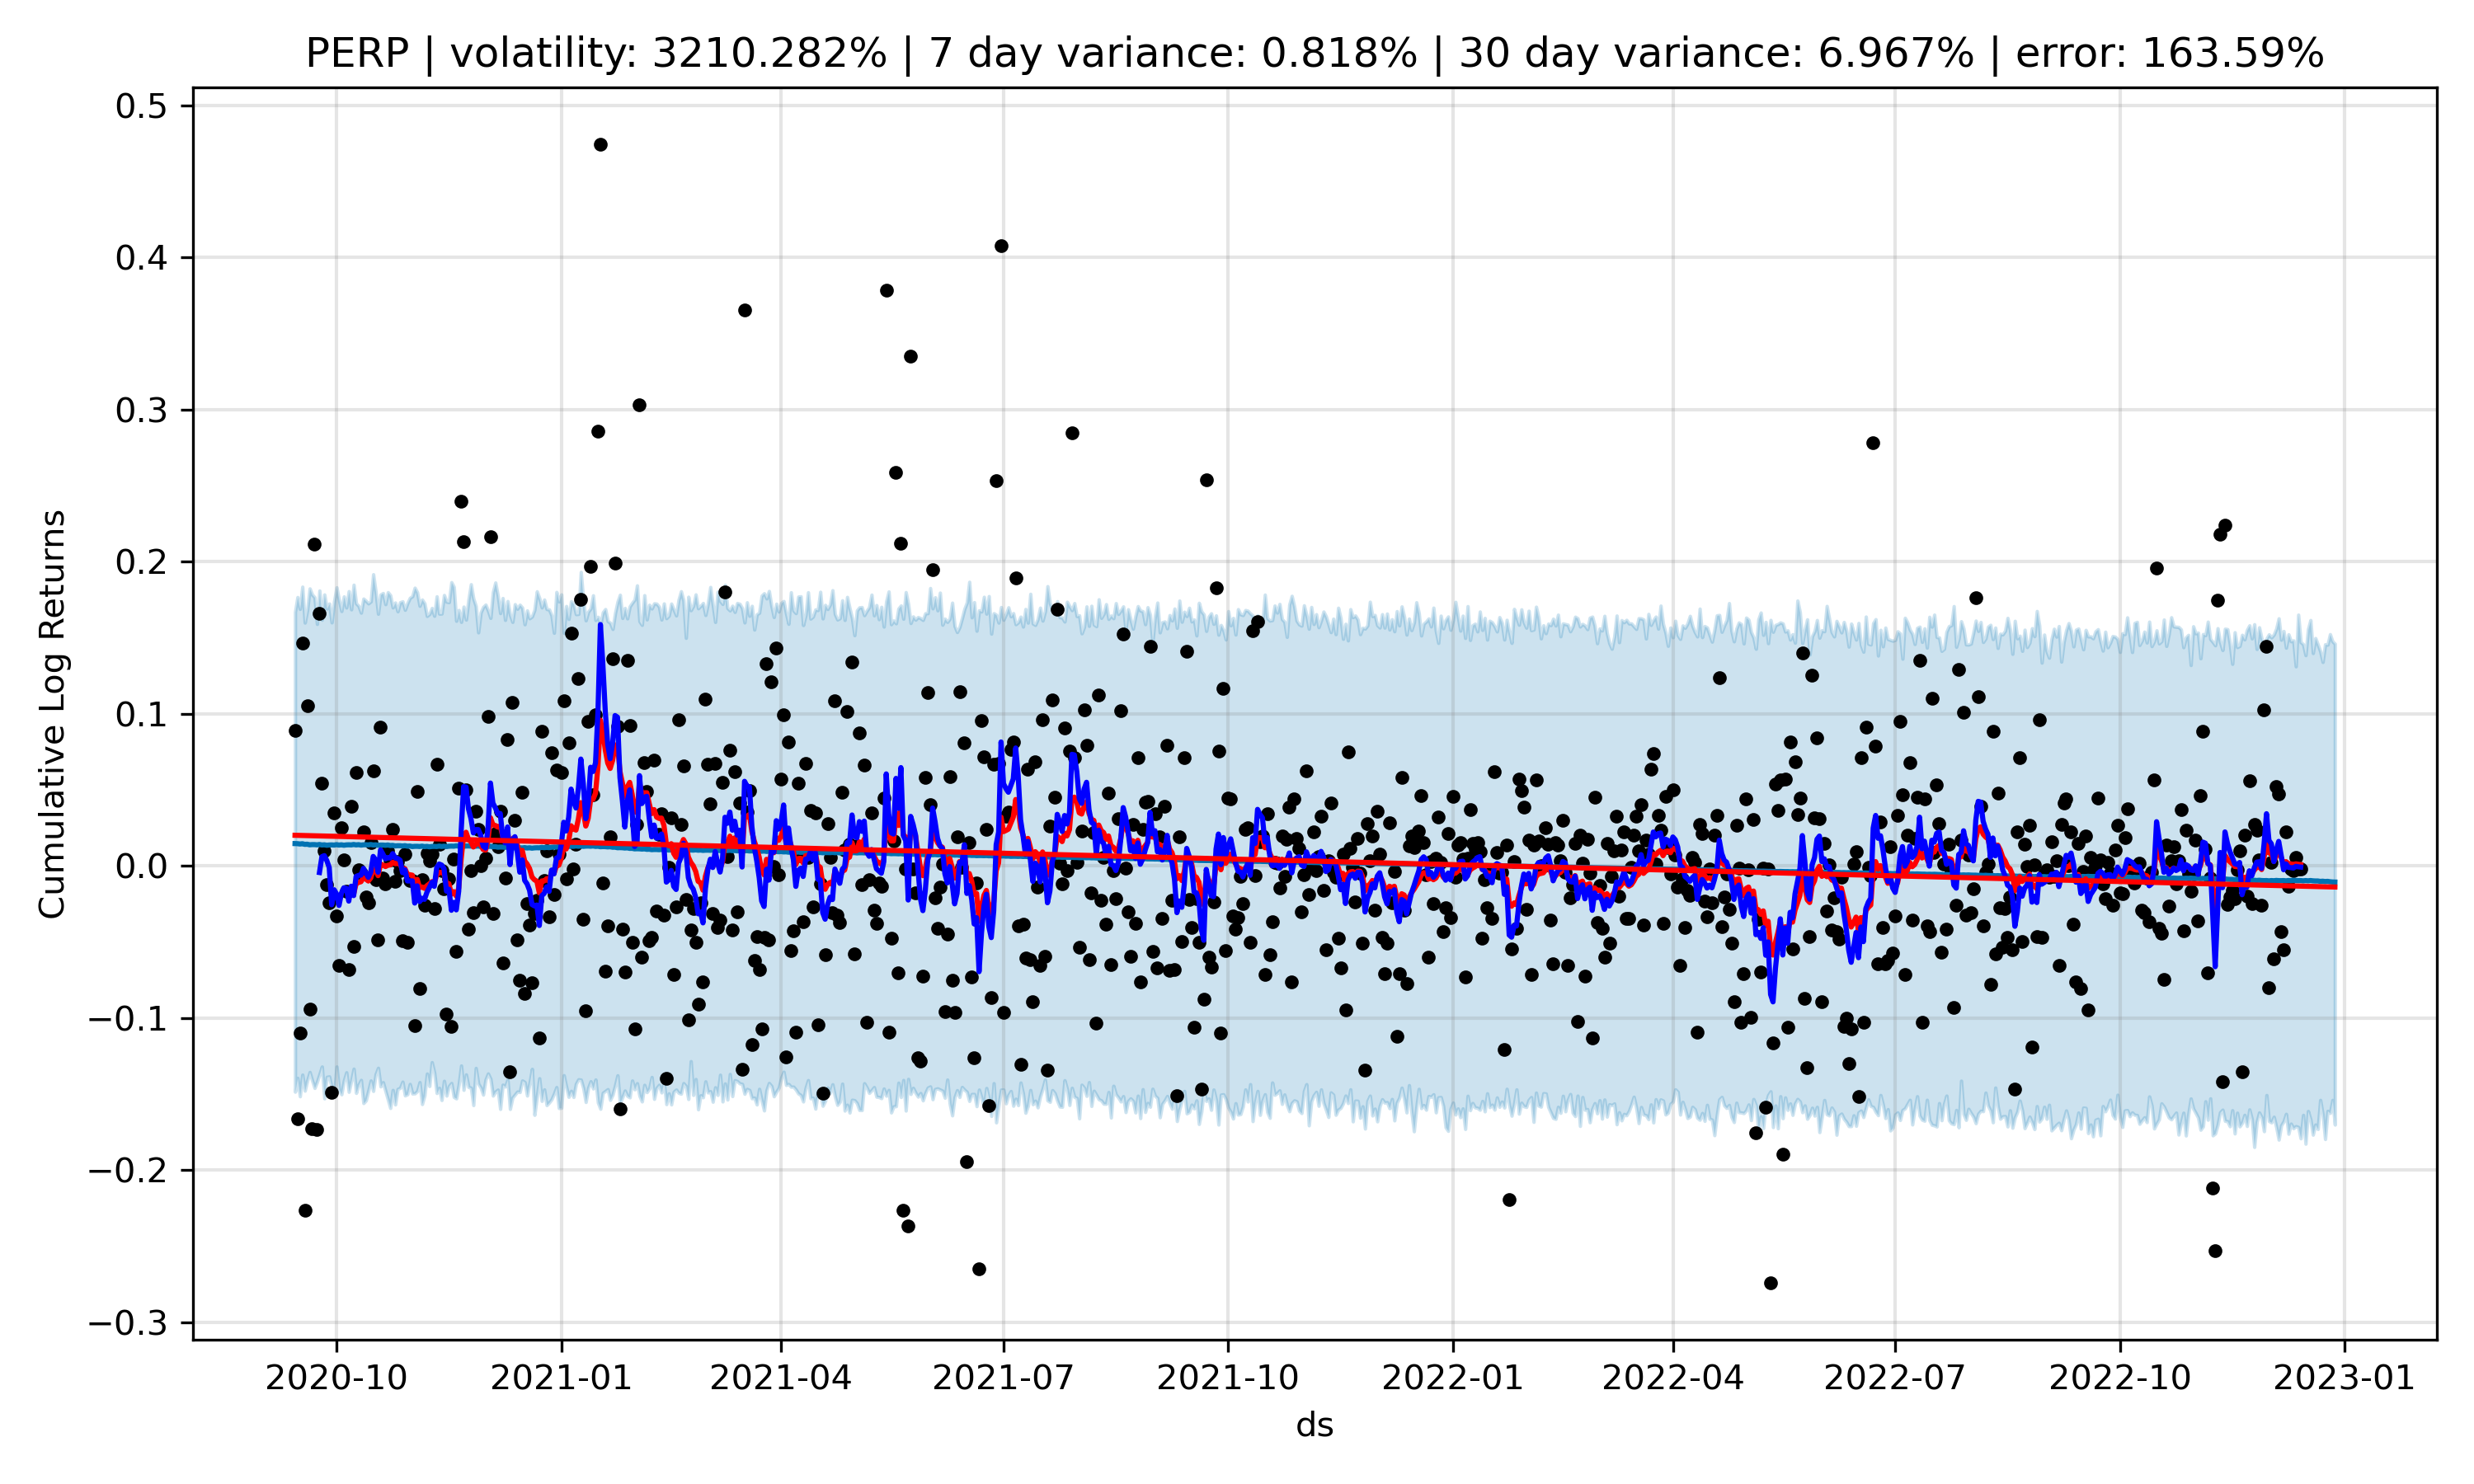 PERP | volatility: 3210.282% | 7 day variance: 0.818% | 30 day variance: 6.967% | error: 163.59%
0.5
0.4
0.3
0.2
0.1
0.0
−0.1
−0.2
−0.3
Cumulative Log Returns
2020-10 2021-01 2021-04 2021-07 2021-10 2022-01 2022-04 2022-07 2022-10 2023-01
ds